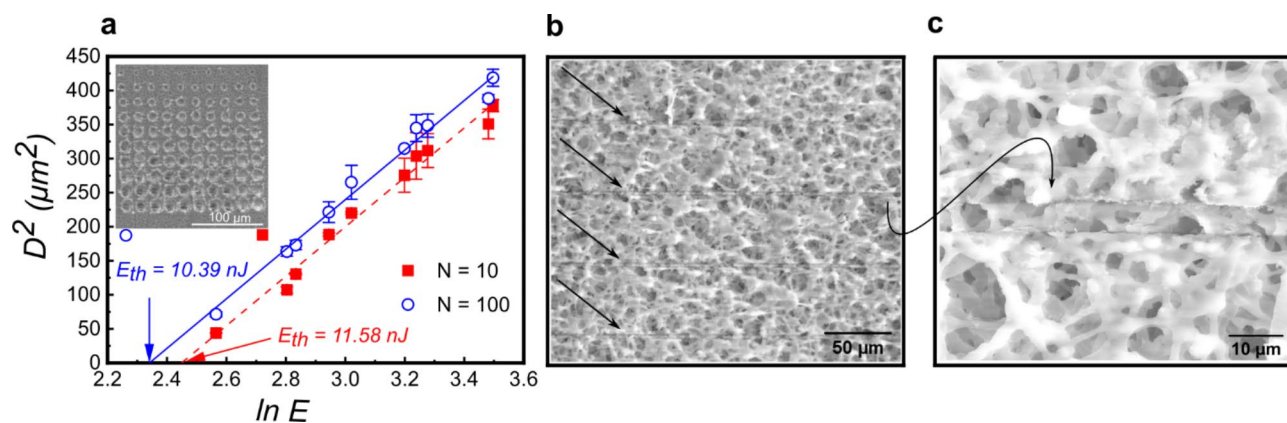 a
450
400
350
300
250
200
150
100
50
0
D² (μm²)
100 μm
E_th = 10.39 nJ
E_th = 11.58 nJ
N = 10
N = 100
2.2 2.4 2.6 2.8 3.0 3.2 3.4 3.6
ln E
b
50 μm
c
10 μm